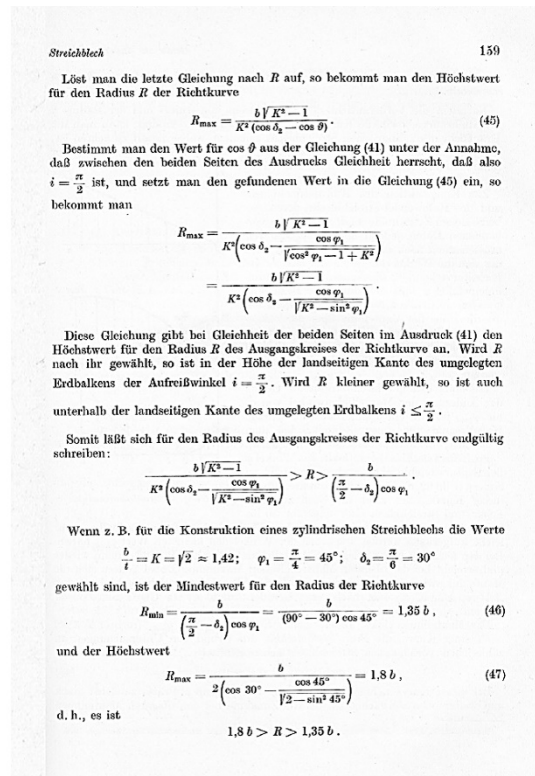 Streichblech 159
Löst man die letzte Gleichung nach R auf, so bekommt man den Höchstwert
für den Radius R der Richtkurve
R_max = b√(K² − 1) / (K² (cos δ₂ − cos ϑ)) . (45)
Bestimmt man den Wert für cos ϑ aus der Gleichung (41) unter der Annahme,
daß zwischen den beiden Seiten des Ausdrucks Gleichheit herrscht, daß also
i = π/2 ist, und setzt man den gefundenen Wert in die Gleichung (45) ein, so
bekommt man
R_max = b√(K² − 1) / (K² (cos δ₂ − cos φ₁ / √(cos² φ₁ − 1 + K²)))
= b√(K² − 1) / (K² (cos δ₂ − cos φ₁ / √(K² − sin² φ₁))) .
Diese Gleichung gibt bei Gleichheit der beiden Seiten im Ausdruck (41) den
Höchstwert für den Radius R des Ausgangskreises der Richtkurve an. Wird R
nach ihr gewählt, so ist in der Höhe der landseitigen Kante des umgelegten
Erdbalkens der Aufreißwinkel i = π/2 . Wird R kleiner gewählt, so ist auch
unterhalb der landseitigen Kante des umgelegten Erdbalkens i ≤ π/2 .
Somit läßt sich für den Radius des Ausgangskreises der Richtkurve endgültig
schreiben:
b√(K² − 1) / (K² (cos δ₂ − cos φ₁ / √(K² − sin² φ₁))) > R > b / ((π/2 − δ₂) cos φ₁) .
Wenn z. B. für die Konstruktion eines zylindrischen Streichblechs die Werte
b/t = K = √2 ≈ 1,42; φ₁ = π/4 = 45°; δ₂ = π/6 = 30°
gewählt sind, ist der Mindestwert für den Radius der Richtkurve
R_min = b / ((π/2 − δ₂) cos φ₁) = b / ((90° − 30°) cos 45°) = 1,35 b , (46)
und der Höchstwert
R_max = b / (2 (cos 30° − cos 45° / √(2 − sin² 45°))) = 1,8 b , (47)
d. h., es ist
1,8 b > R > 1,35 b .